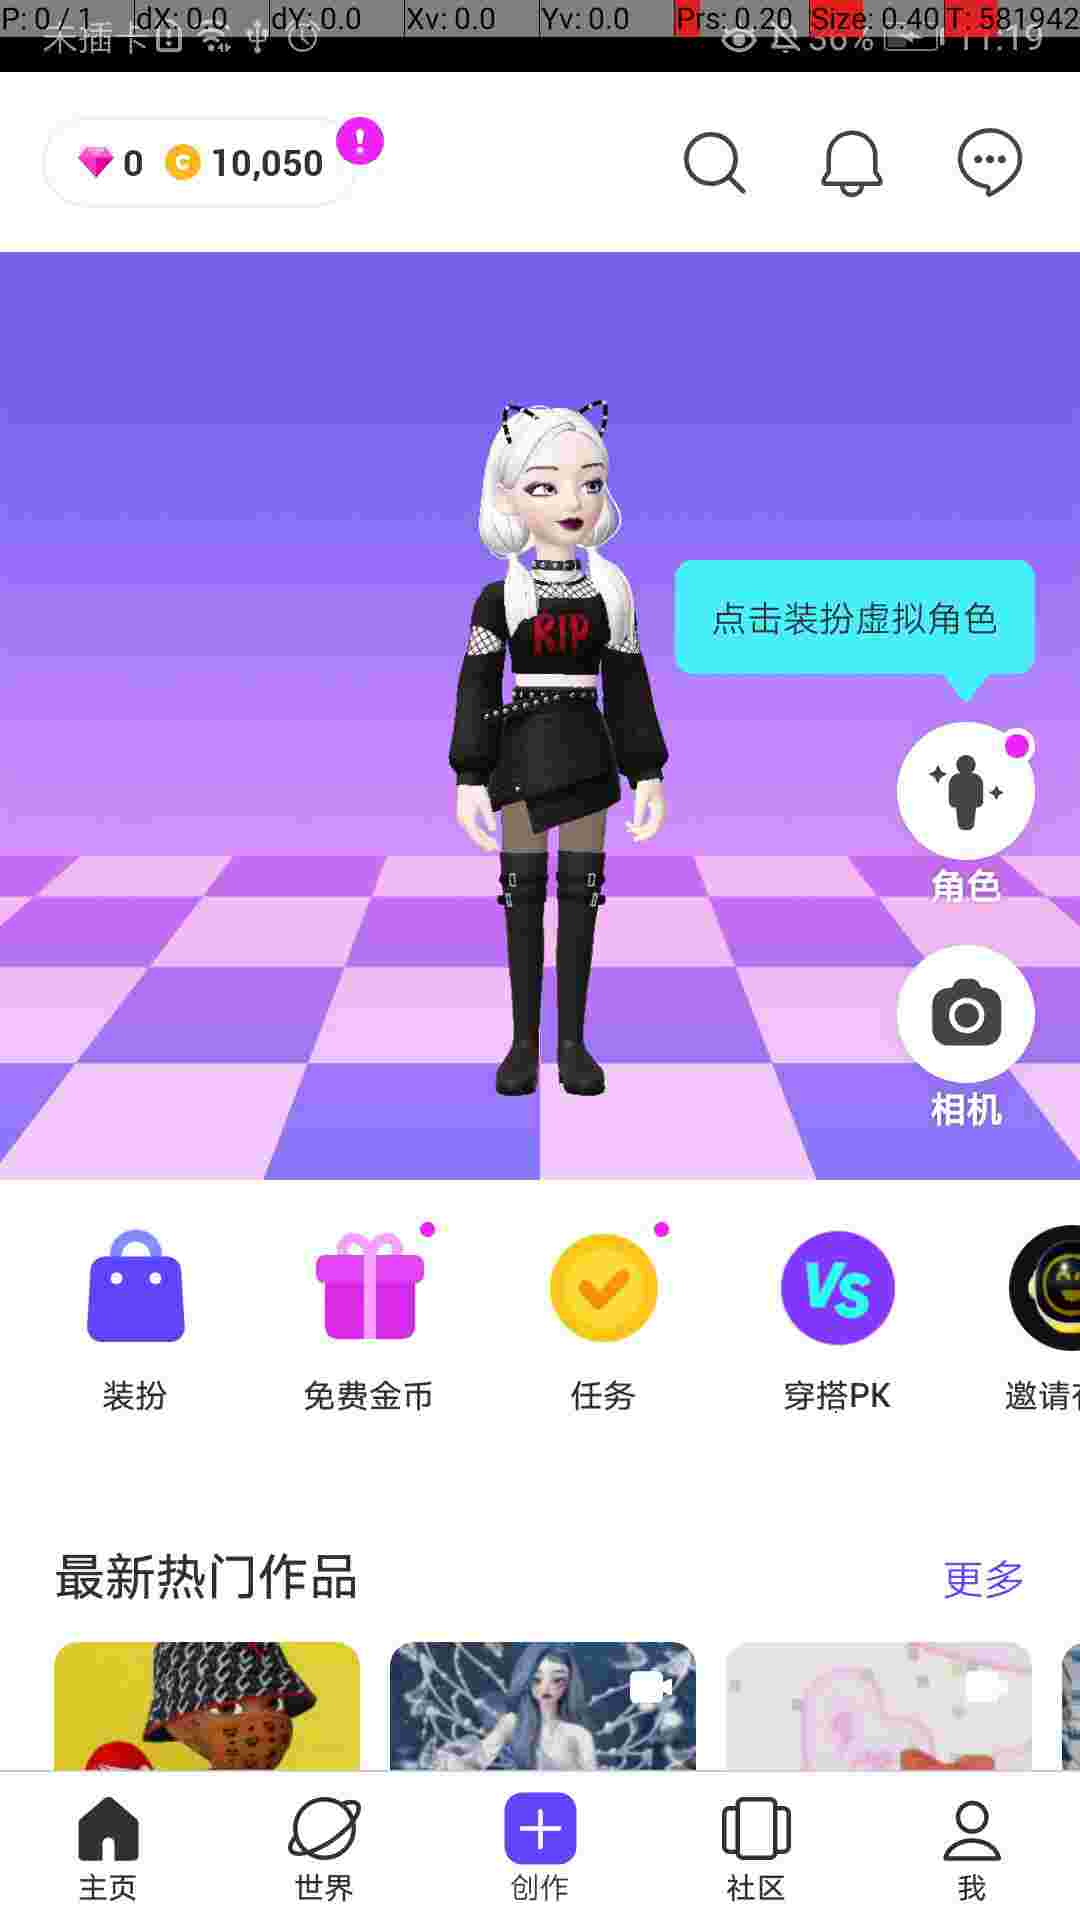 P: 0 / 1 dX: 0.0 dY: 0.0 Xv: 0.0 Yv: 0.0 Prs: 0.20 Size: 0.40 T: 581942
未插卡 36% 11:19
0 10,050
RIP
点击装扮虚拟角色
角色
相机
VS
装扮 免费金币 任务 穿搭PK 邀请
最新热门作品 更多
主页 世界 创作 社区 我